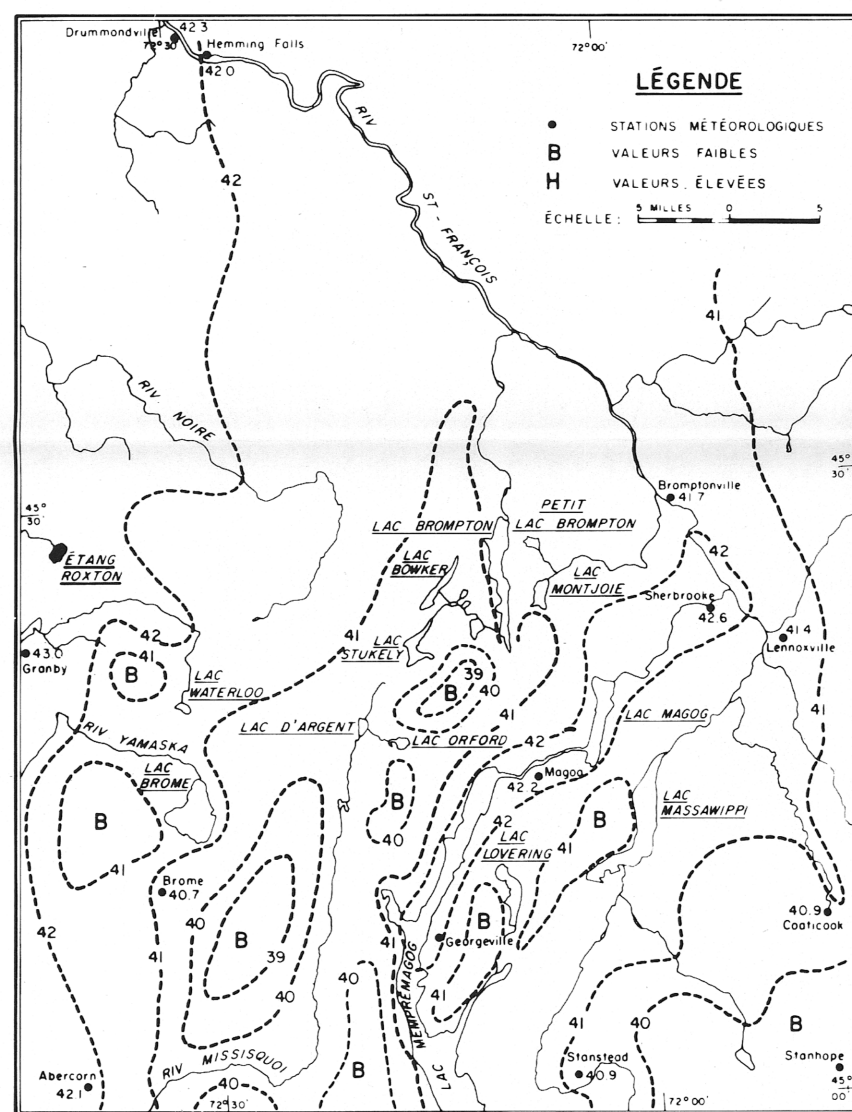 Drummondville
42.3
72°30'
Hemming Falls
42.0
72°00'
LÉGENDE
STATIONS MÉTÉOROLOGIQUES
B VALEURS FAIBLES
H VALEURS ÉLEVÉES
ÉCHELLE: 5 MILLES 0 5
RIV ST-FRANÇOIS
42
41
RIV NOIRE
45°
30'
45°
30'
Bromptonville
41.7
PETIT
LAC BROMPTON
LAC BROMPTON
LAC
BOWKER
LAC
MONTJOIE
ÉTANG
ROXTON
42
Sherbrooke
42.6
41.4
Lennoxville
42
41
41
LAC
STUKELY
43.0
Granby
B
LAC
WATERLOO
39
B
40
41
41
LAC D'ARGENT
LAC ORFORD
42
LAC MAGOG
RIV YAMASKA
LAC
BROME
Magog
42.2
B
40
B
41
42
LAC
LOVERING
41
B
LAC
MASSAWIPPI
Brome
40.7
40
42
41
B
39
40
41
B
Georgeville
41
40.9
Coaticook
LAC MEMPRÉMAGOG
40
41
40
B
Stanhope
RIV MISSISQUOI
B
Abercorn
42.1
40
72°30'
Stanstead
40.9
72°00'
45°
00'